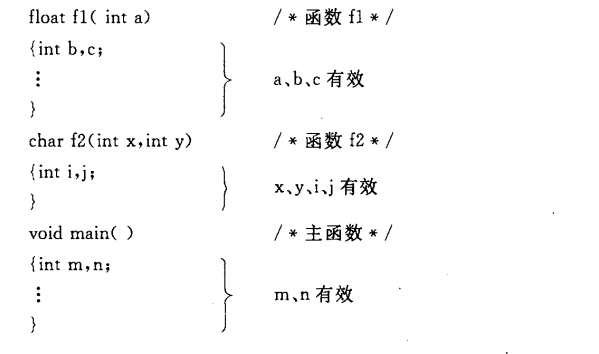 float f1( int a) /* 函数 f1 */
{int b,c;
⋮ a、b、c 有效
}
char f2(int x,int y) /* 函数 f2 */
{int i,j;
x、y、i、j 有效
}
void main( ) /* 主函数 */
{int m,n;
⋮ m、n 有效
}